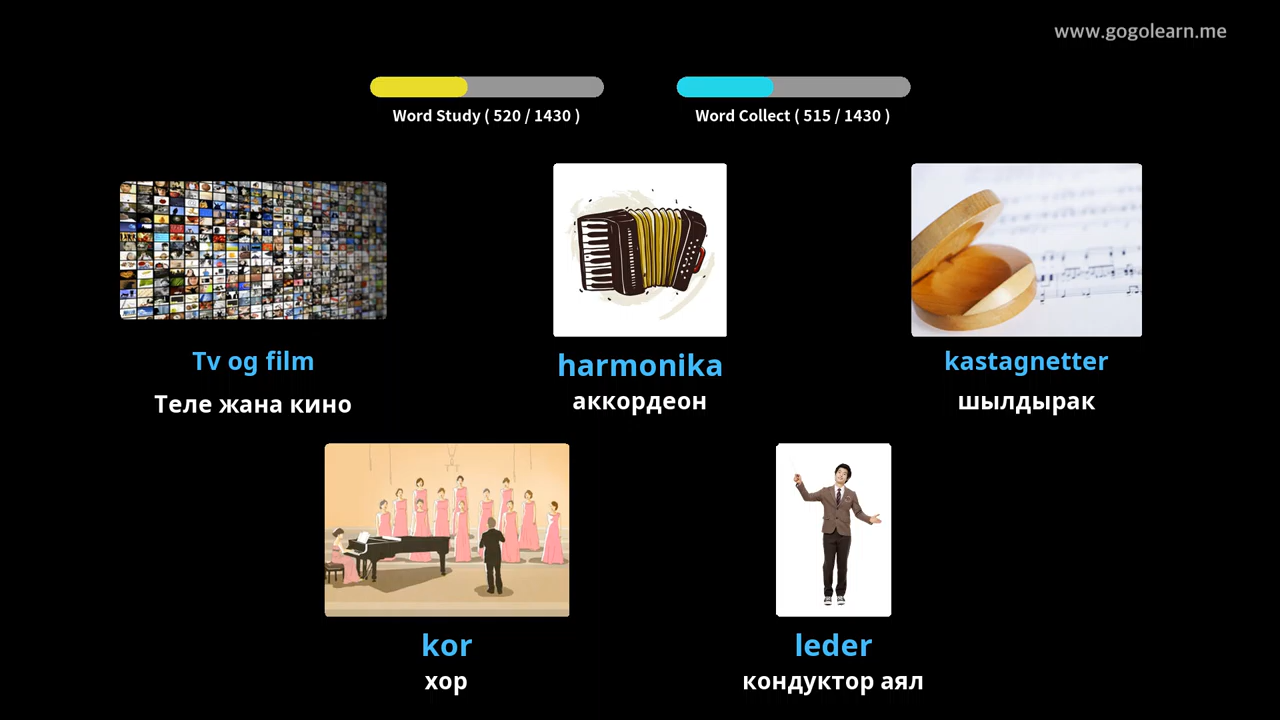 www.gogolearn.me
Word Study ( 520 / 1430 )
Word Collect ( 515 / 1430 )
Tv og film
Теле жана кино
harmonika
аккордеон
kastagnetter
шылдырак
kor
хор
leder
кондуктор аял